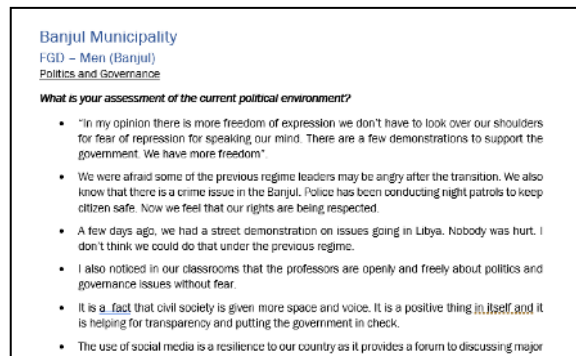 Banjul Municipality
FGD – Men (Banjul)
Politics and Governance
What is your assessment of the current political environment?
• "In my opinion there is more freedom of expression we don't have to look over our shoulders
for fear of repression for speaking our mind. There are a few demonstrations to support the
government. We have more freedom".
• We were afraid some of the previous regime leaders may be angry after the transition. We also
know that there is a crime issue in the Banjul. Police has been conducting night patrols to keep
citizen safe. Now we feel that our rights are being respected.
• A few days ago, we had a street demonstration on issues going in Libya. Nobody was hurt. I
don't think we could do that under the previous regime.
• I also noticed in our classrooms that the professors are openly and freely about politics and
governance issues without fear.
• It is a fact that civil society is given more space and voice. It is a positive thing in itself and it
is helping for transparency and putting the government in check.
• The use of social media is a resilience to our country as it provides a forum to discussing major